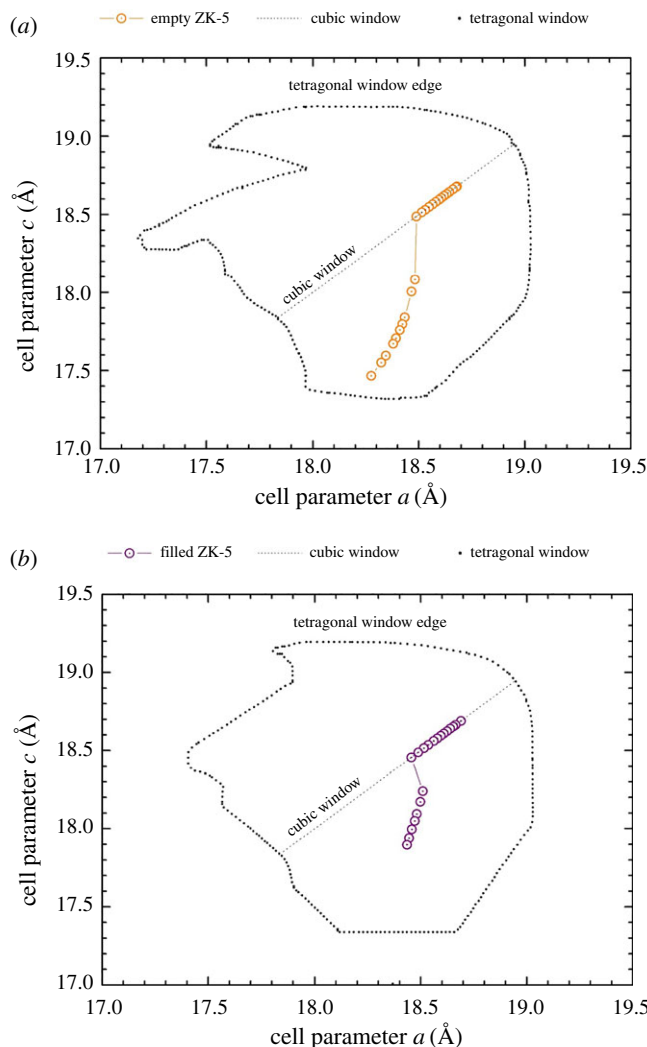 (a)
empty ZK-5 cubic window tetragonal window
19.5
tetragonal window edge
19.0
18.5
18.0
17.5
17.0
cell parameter c (Å)
cubic window
17.0 17.5 18.0 18.5 19.0 19.5
cell parameter a (Å)
(b)
filled ZK-5 cubic window tetragonal window
19.5
tetragonal window edge
19.0
18.5
18.0
17.5
17.0
cell parameter c (Å)
cubic window
17.0 17.5 18.0 18.5 19.0 19.5
cell parameter a (Å)